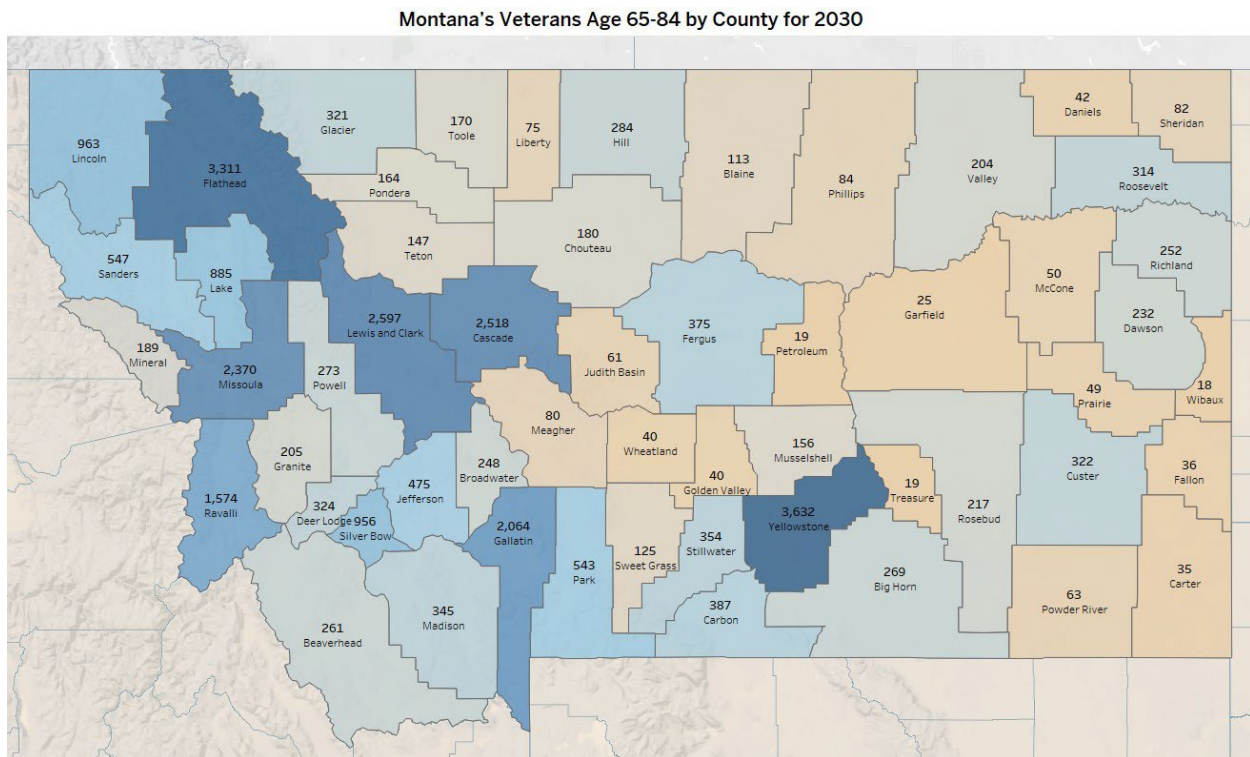 Montana's Veterans Age 65-84 by County for 2030
963
Lincoln
3,311
Flathead
321
Glacier
170
Toole
75
Liberty
284
Hill
113
Blaine
84
Phillips
204
Valley
42
Daniels
82
Sheridan
314
Roosevelt
164
Pondera
147
Teton
180
Chouteau
547
Sanders
885
Lake
252
Richland
50
McCone
25
Garfield
232
Dawson
2,597
Lewis and Clark
2,518
Cascade
375
Fergus
19
Petroleum
61
Judith Basin
189
Mineral
2,370
Missoula
273
Powell
49
Prairie
18
Wibaux
80
Meagher
40
Wheatland
40
Golden Valley
156
Musselshell
205
Granite
248
Broadwater
322
Custer
36
Fallon
1,574
Ravalli
324
Deer Lodge
956
Silver Bow
475
Jefferson
2,064
Gallatin
543
Park
125
Sweet Grass
354
Stillwater
3,632
Yellowstone
19
Treasure
217
Rosebud
387
Carbon
269
Big Horn
63
Powder River
35
Carter
261
Beaverhead
345
Madison